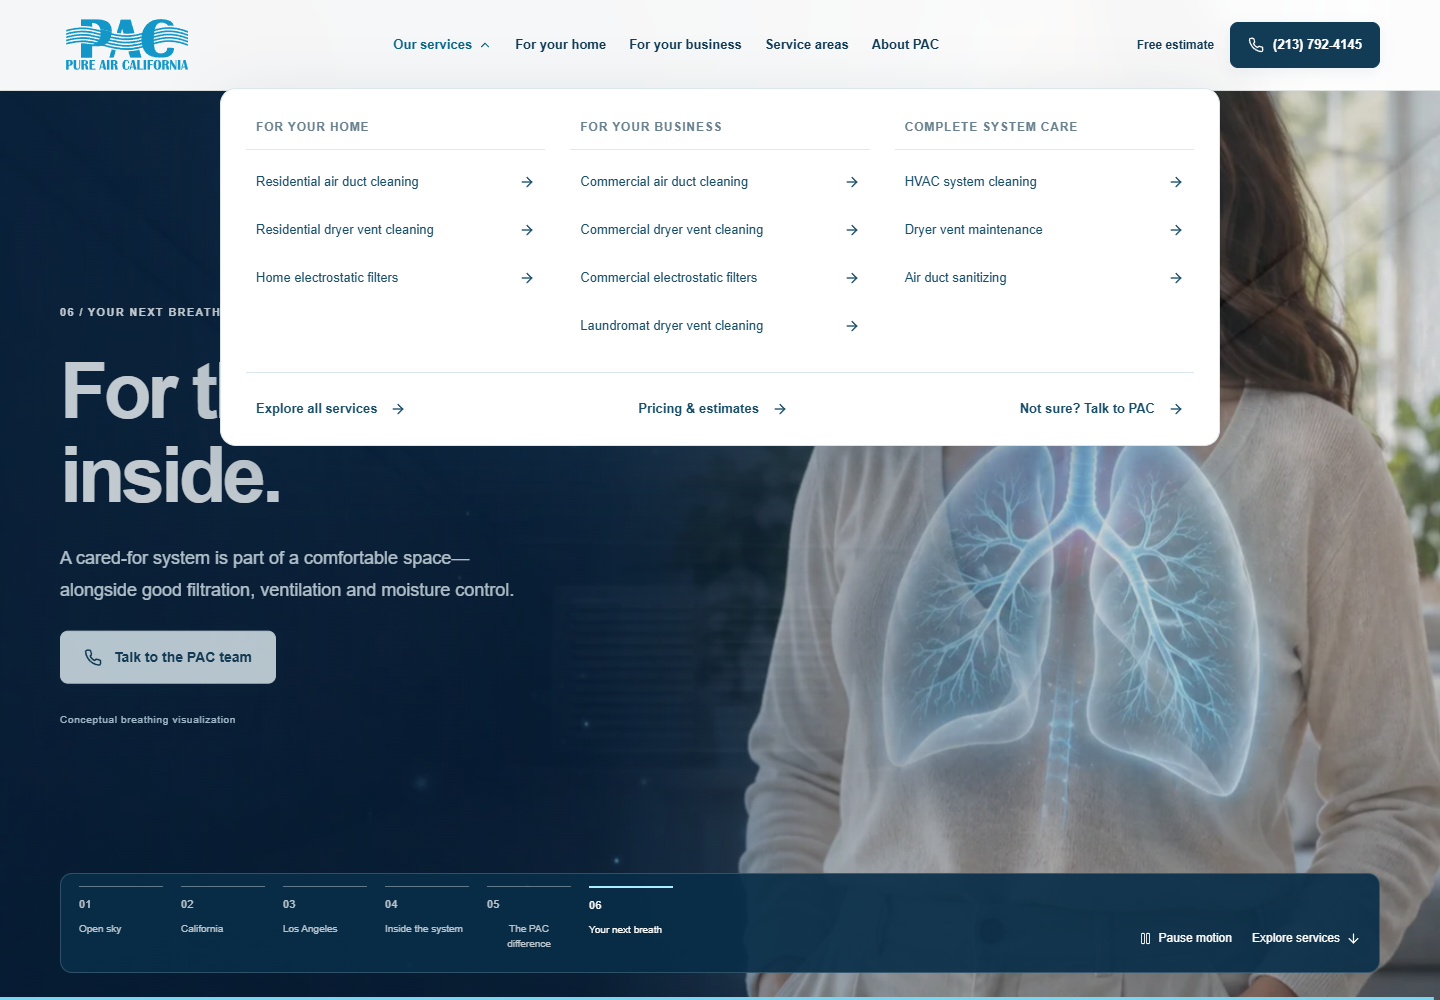 PAC
PURE AIR CALIFORNIA
Our services
For your home
For your business
Service areas
About PAC
Free estimate
(213) 792-4145
FOR YOUR HOME
Residential air duct cleaning
Residential dryer vent cleaning
Home electrostatic filters
FOR YOUR BUSINESS
Commercial air duct cleaning
Commercial dryer vent cleaning
Commercial electrostatic filters
Laundromat dryer vent cleaning
COMPLETE SYSTEM CARE
HVAC system cleaning
Dryer vent maintenance
Air duct sanitizing
Explore all services
Pricing & estimates
Not sure? Talk to PAC
06 / YOUR NEXT BREATH
For
inside.
A cared-for system is part of a comfortable space—
alongside good filtration, ventilation and moisture control.
Talk to the PAC team
Conceptual breathing visualization
01
Open sky
02
California
03
Los Angeles
04
Inside the system
05
The PAC
difference
06
Your next breath
Pause motion
Explore services